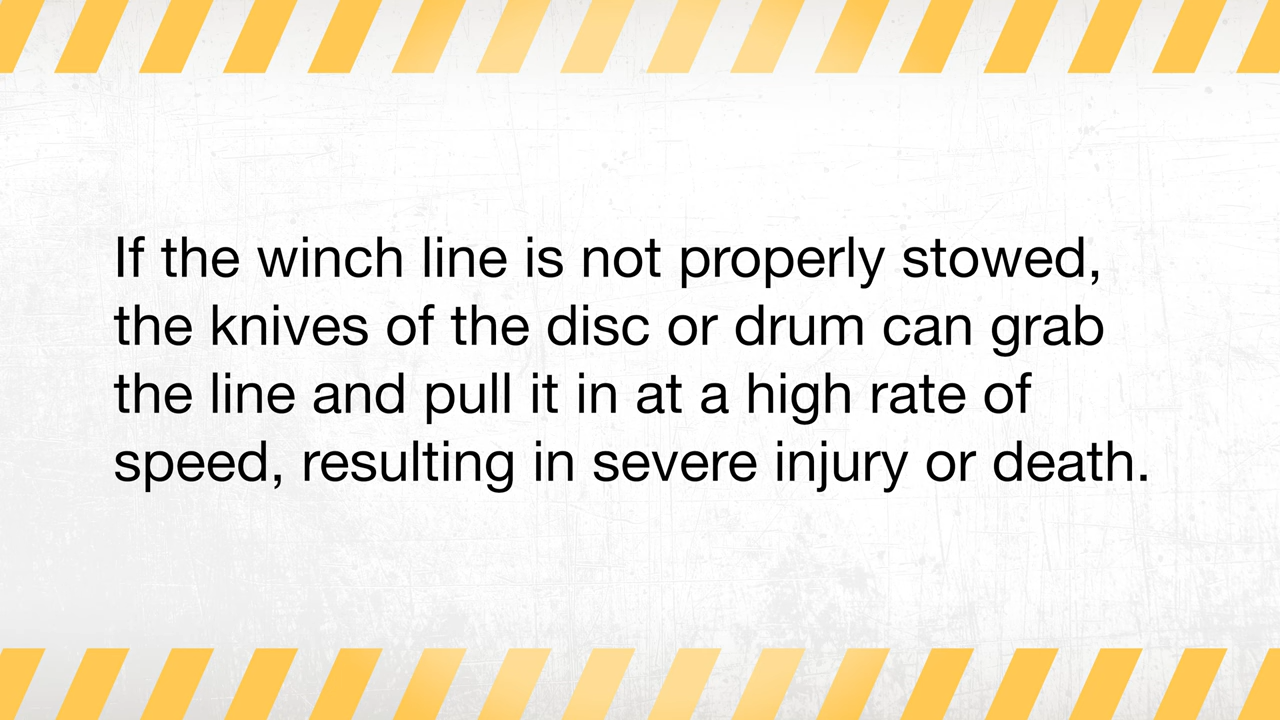 If the winch line is not properly stowed,
the knives of the disc or drum can grab
the line and pull it in at a high rate of
speed, resulting in severe injury or death.